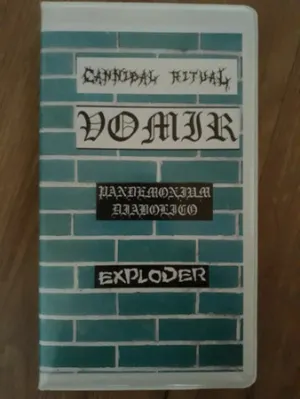 CANNIBAL RITUAL
VOMIR
PANDEMONIUM
DIABOLICO
EXPLODER